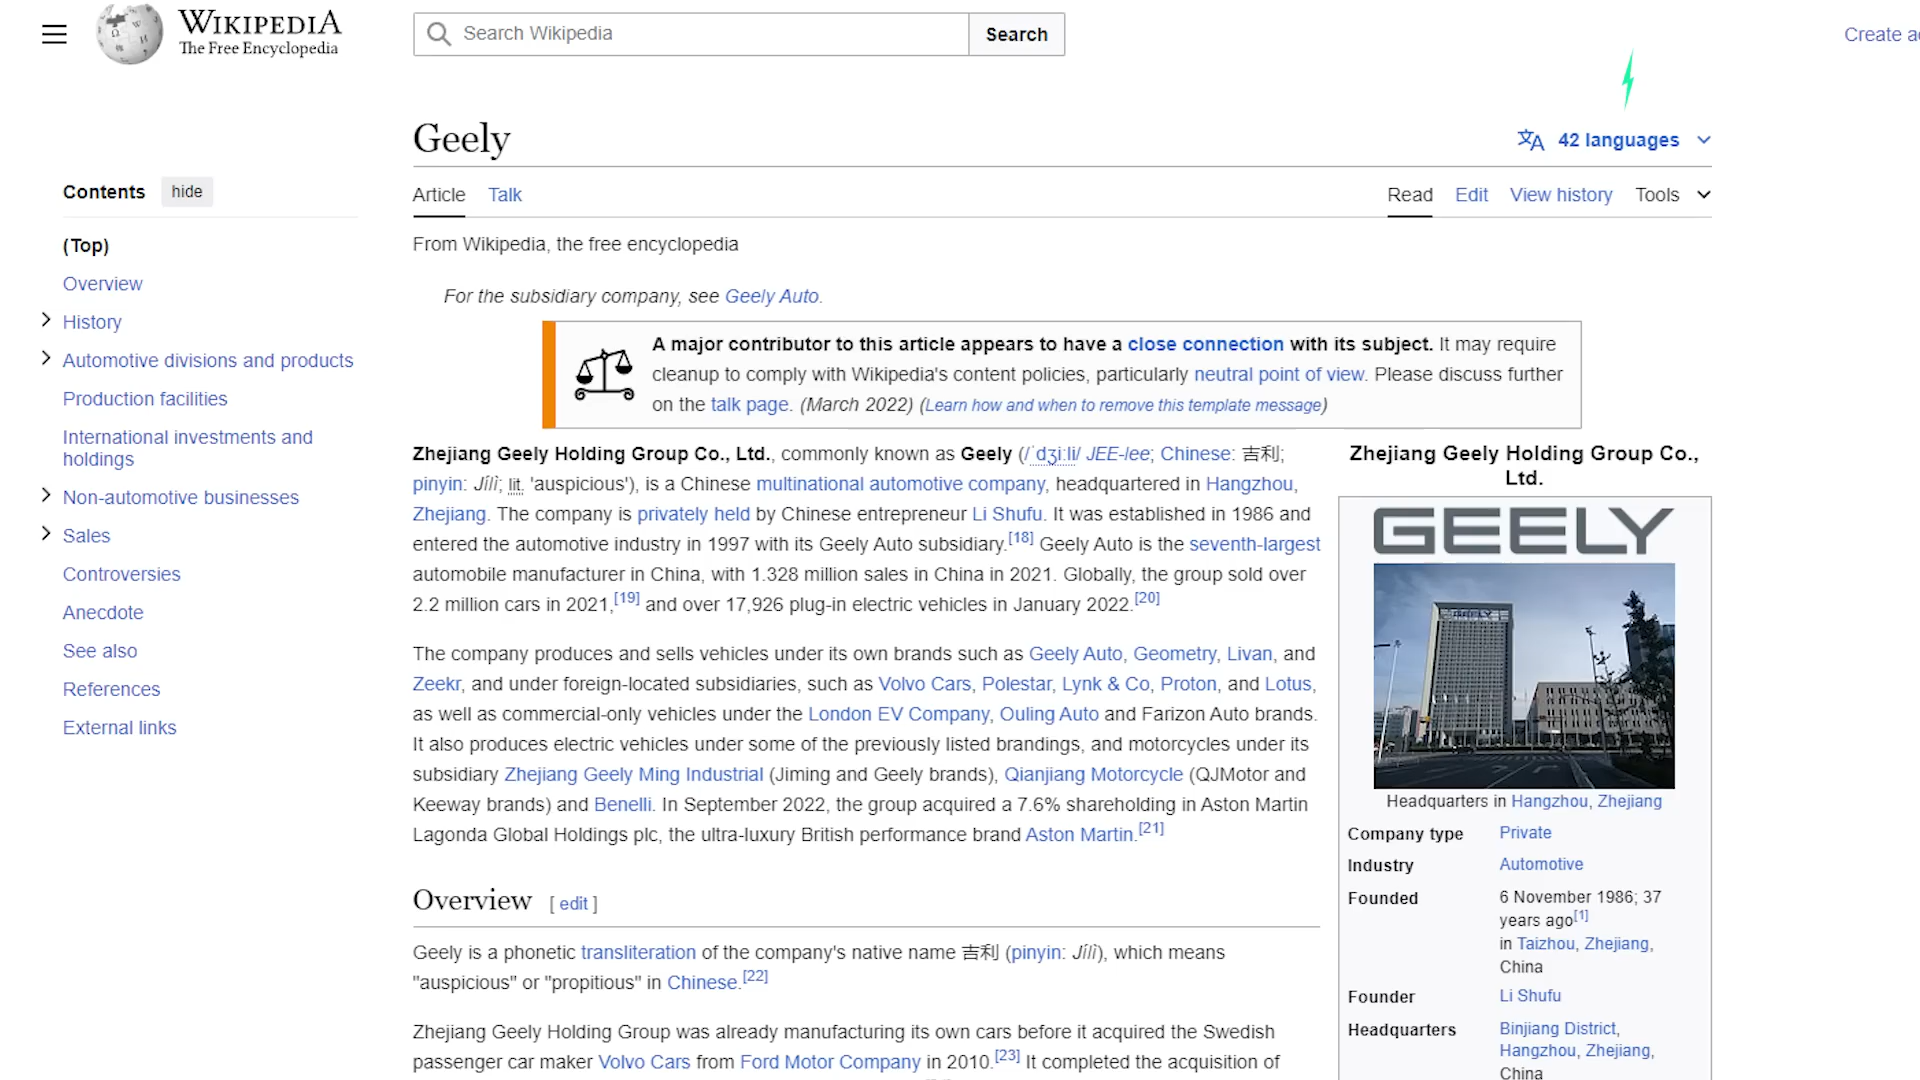 WIKIPEDIA
The Free Encyclopedia
Search Wikipedia
Search
Create a
Geely
42 languages
Contents hide
(Top)
Overview
History
Automotive divisions and products
Production facilities
International investments and
holdings
Non-automotive businesses
Sales
Controversies
Anecdote
See also
References
External links
Article Talk
Read Edit View history Tools
From Wikipedia, the free encyclopedia
For the subsidiary company, see Geely Auto.
A major contributor to this article appears to have a close connection with its subject. It may require
cleanup to comply with Wikipedia's content policies, particularly neutral point of view. Please discuss further
on the talk page. (March 2022) (Learn how and when to remove this template message)
Zhejiang Geely Holding Group Co., Ltd., commonly known as Geely (/ˈdʒiːli/ JEE-lee; Chinese: 吉利;
pinyin: Jílì; lit. 'auspicious'), is a Chinese multinational automotive company, headquartered in Hangzhou,
Zhejiang. The company is privately held by Chinese entrepreneur Li Shufu. It was established in 1986 and
entered the automotive industry in 1997 with its Geely Auto subsidiary.[18] Geely Auto is the seventh-largest
automobile manufacturer in China, with 1.328 million sales in China in 2021. Globally, the group sold over
2.2 million cars in 2021,[19] and over 17,926 plug-in electric vehicles in January 2022.[20]
The company produces and sells vehicles under its own brands such as Geely Auto, Geometry, Livan, and
Zeekr, and under foreign-located subsidiaries, such as Volvo Cars, Polestar, Lynk & Co, Proton, and Lotus,
as well as commercial-only vehicles under the London EV Company, Ouling Auto and Farizon Auto brands.
It also produces electric vehicles under some of the previously listed brandings, and motorcycles under its
subsidiary Zhejiang Geely Ming Industrial (Jiming and Geely brands), Qianjiang Motorcycle (QJMotor and
Keeway brands) and Benelli. In September 2022, the group acquired a 7.6% shareholding in Aston Martin
Lagonda Global Holdings plc, the ultra-luxury British performance brand Aston Martin.[21]
Overview [ edit ]
Geely is a phonetic transliteration of the company's native name 吉利 (pinyin: Jílì), which means
"auspicious" or "propitious" in Chinese.[22]
Zhejiang Geely Holding Group was already manufacturing its own cars before it acquired the Swedish
passenger car maker Volvo Cars from Ford Motor Company in 2010.[23] It completed the acquisition of
Zhejiang Geely Holding Group Co.,
Ltd.
GEELY
GEELY
Headquarters in Hangzhou, Zhejiang
Company type Private
Industry Automotive
Founded 6 November 1986; 37
years ago[1]
in Taizhou, Zhejiang,
China
Founder Li Shufu
Headquarters Binjiang District,
Hangzhou, Zhejiang,
China